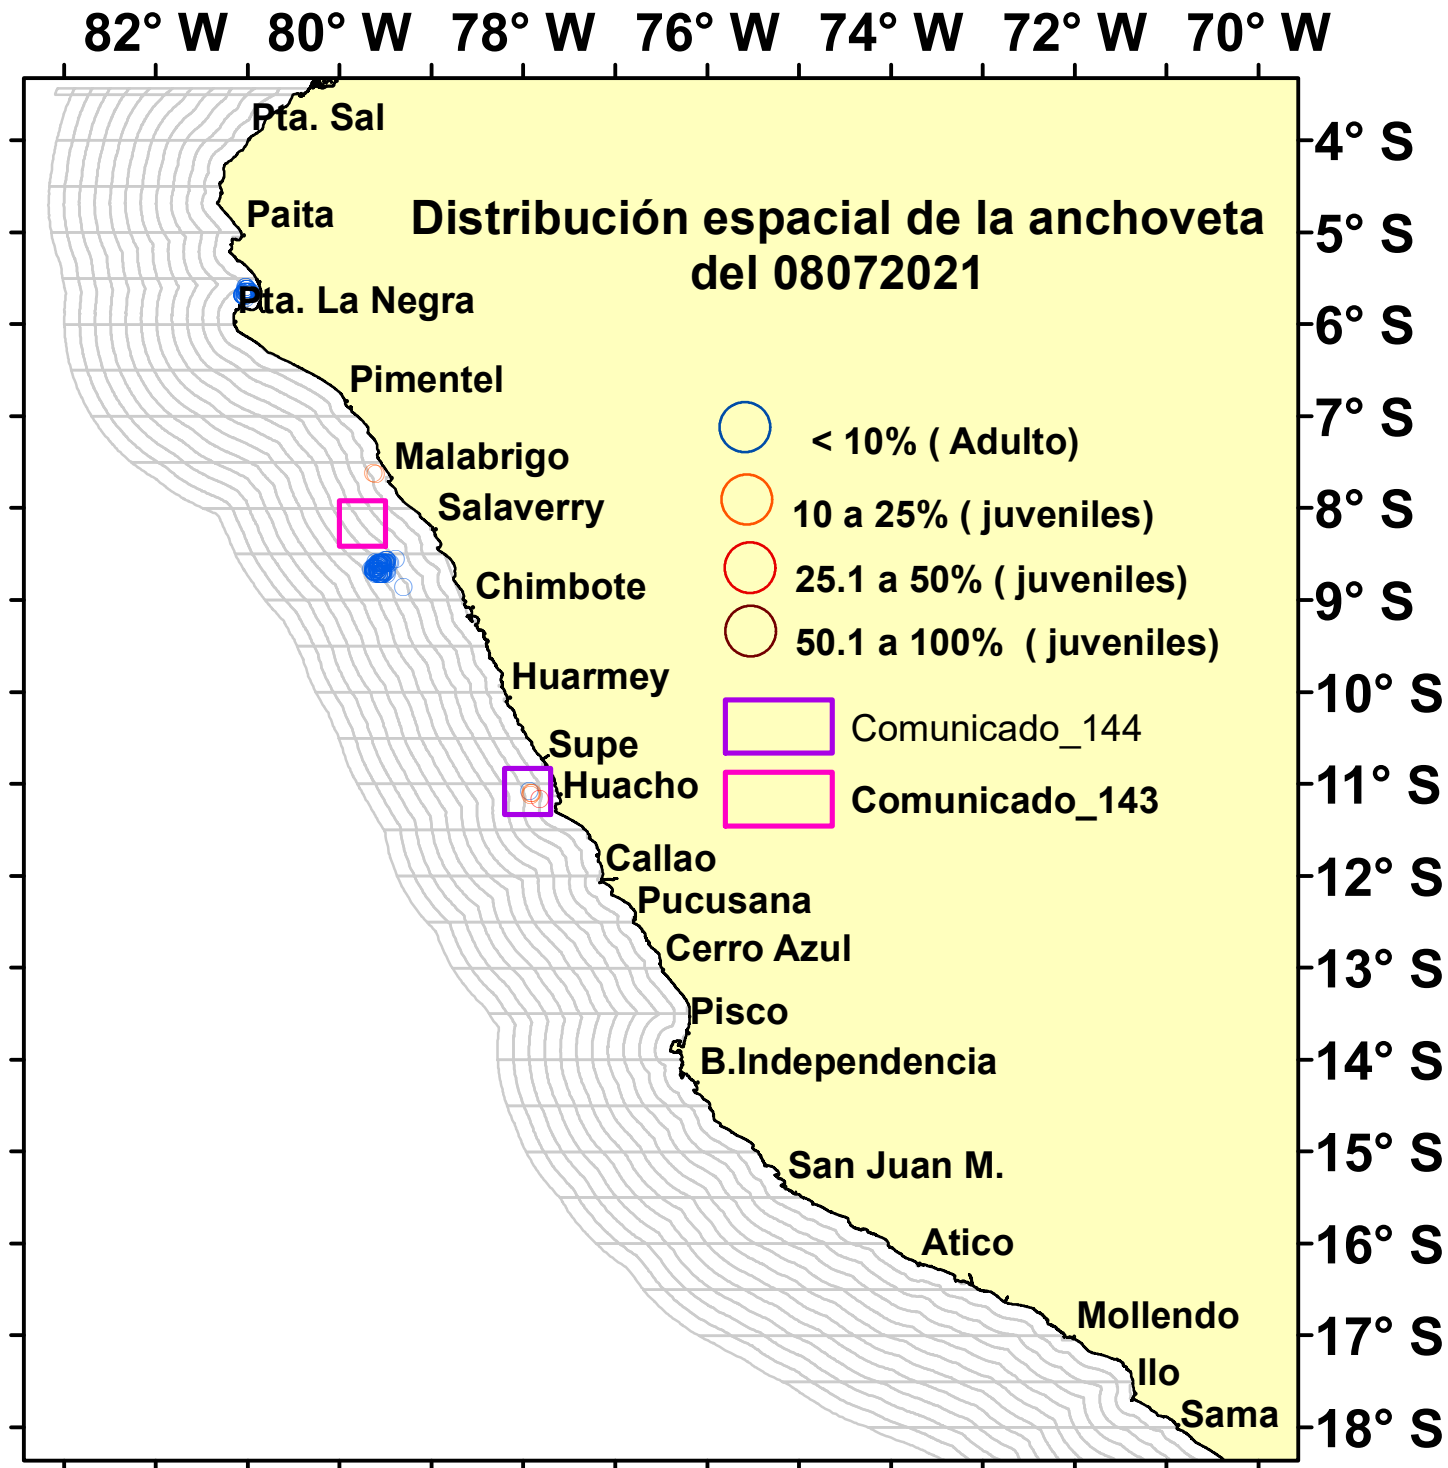 82° W 80° W 78° W 76° W 74° W 72° W 70° W
Pta. Sal
4° S
Paita
Distribución espacial de la anchoveta
del 08072021
5° S
Pta. La Negra
6° S
Pimentel
7° S
< 10% ( Adulto)
Malabrigo
Salaverry
8° S
10 a 25% ( juveniles)
25.1 a 50% ( juveniles)
Chimbote
9° S
50.1 a 100%  ( juveniles)
Huarmey
10° S
Comunicado_144
Supe
Huacho
11° S
Comunicado_143
Callao
12° S
Pucusana
Cerro Azul
13° S
Pisco
14° S
B.Independencia
15° S
San Juan M.
Atico
16° S
Mollendo
17° S
Ilo
Sama
18° S